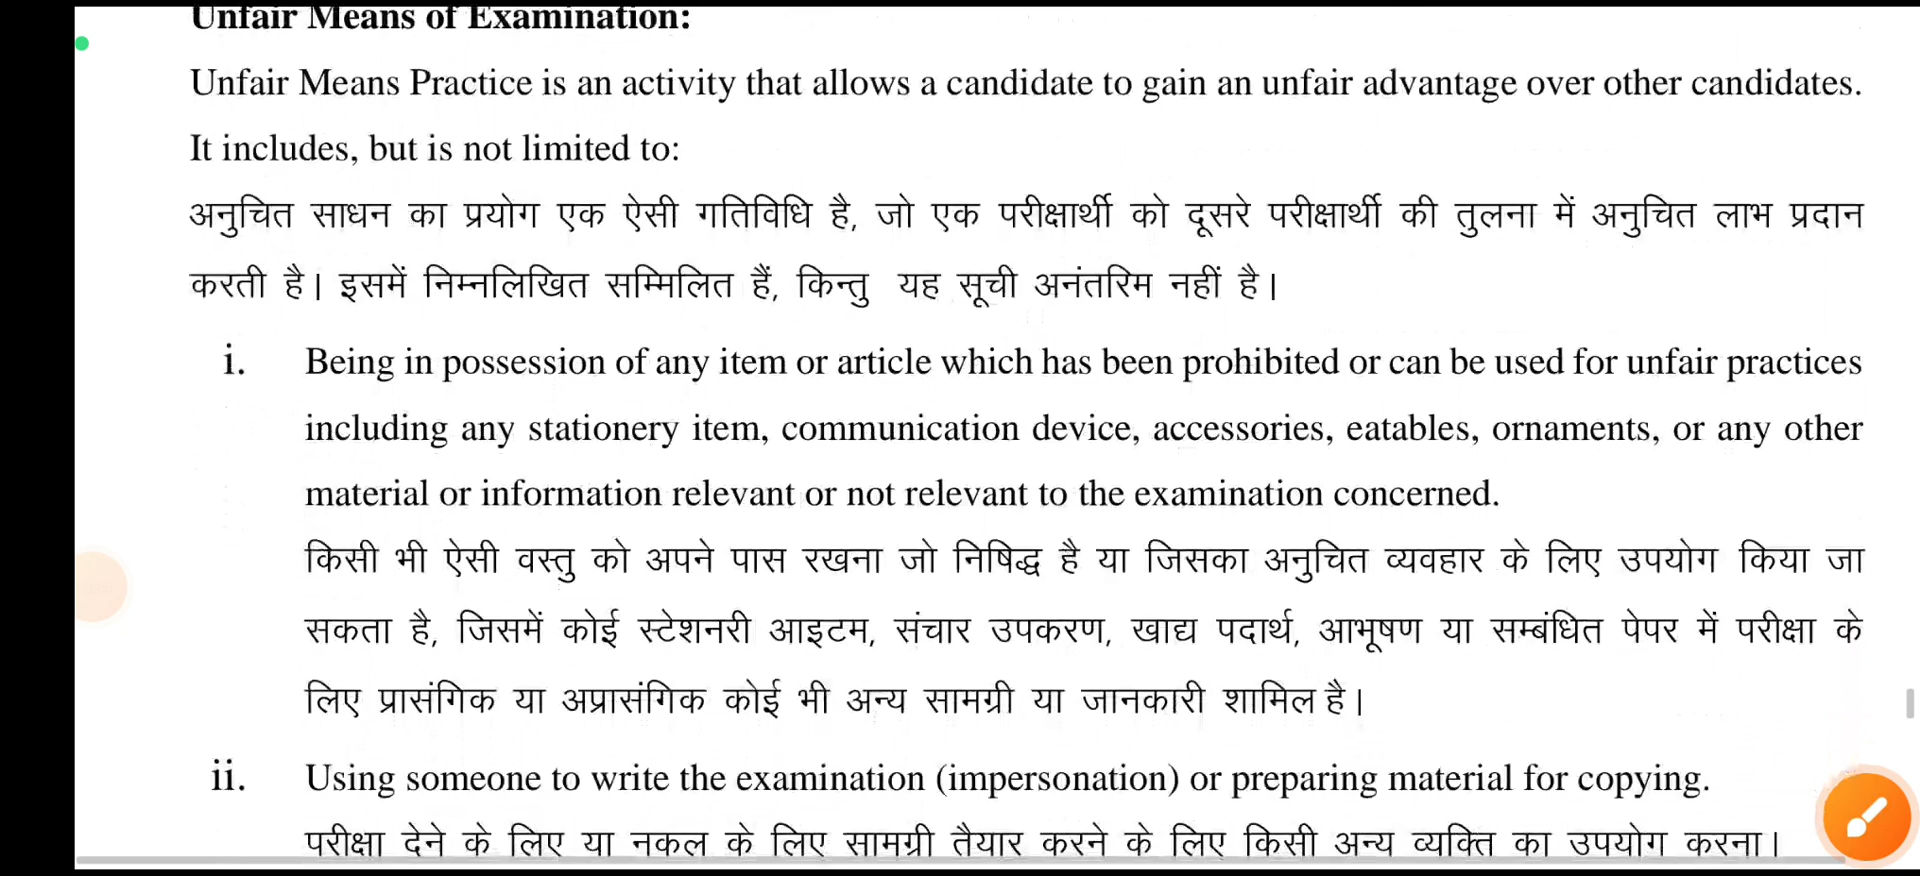 Unfair Means of Examination:
Unfair Means Practice is an activity that allows a candidate to gain an unfair advantage over other candidates.
It includes, but is not limited to:
अनुचित साधन का प्रयोग एक ऐसी गतिविधि है, जो एक परीक्षार्थी को दूसरे परीक्षार्थी की तुलना में अनुचित लाभ प्रदान
करती है। इसमें निम्नलिखित सम्मिलित हैं, किन्तु यह सूची अनंतरिम नहीं है।
i. Being in possession of any item or article which has been prohibited or can be used for unfair practices
including any stationery item, communication device, accessories, eatables, ornaments, or any other
material or information relevant or not relevant to the examination concerned.
किसी भी ऐसी वस्तु को अपने पास रखना जो निषिद्ध है या जिसका अनुचित व्यवहार के लिए उपयोग किया जा
सकता है, जिसमें कोई स्टेशनरी आइटम, संचार उपकरण, खाद्य पदार्थ, आभूषण या सम्बंधित पेपर में परीक्षा के
लिए प्रासंगिक या अप्रासंगिक कोई भी अन्य सामग्री या जानकारी शामिल है।
ii. Using someone to write the examination (impersonation) or preparing material for copying.
परीक्षा देने के लिए या नकल के लिए सामग्री तैयार करने के लिए किसी अन्य व्यक्ति का उपयोग करना।